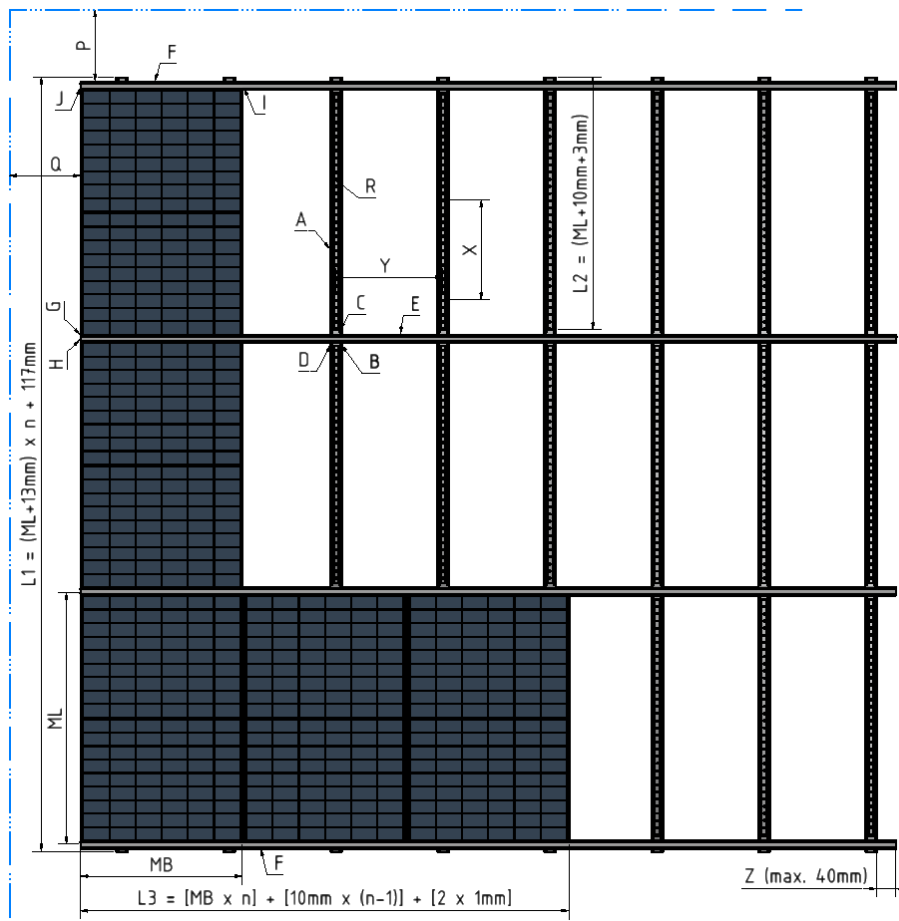 P
F
J
I
Q
R
A
L2 = (ML+10mm+3mm)
X
Y
G
C
E
H
D
B
L1 = (ML+13mm) x n + 117mm
ML
MB
F
Z (max. 40mm)
L3 = [MB x n] + [10mm x (n-1)] + [2 x 1mm]